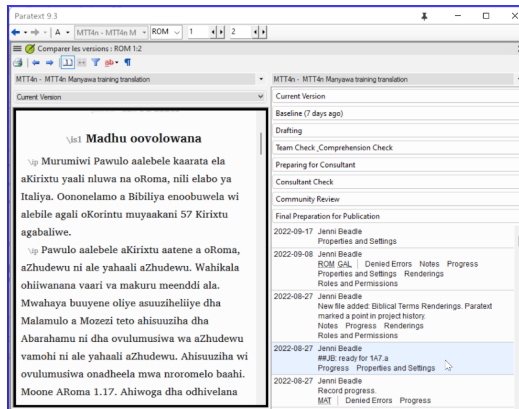 Paratext 9.3
A
MTT4n - MTT4n M
ROM
1
2
Comparer les versions : ROM 1:2
MTT4n - MTT4n Manyawa training translation
Current Version
\is1 Madhu oovolowana
\ip Murumiwi Pawulo aalebele kaarata ela
aKirixtu yaali nluwa na oRoma, nili elabo ya
Italiya. Oononelamo a Bibiliya enoobuwela wi
alebile agali oKorintu muyaakani 57 Kirixtu
agabaliwe.
\ip Pawulo aalebele aKirixtu aatene a oRoma,
aZhudewu ni ale yahaali aZhudewu. Wahikala
ohiiwanana vaari va makuru meenddi ala.
Mwahaya buuyene oliye asuuziheliiye dha
Malamulo a Mozezi teto ahisuuziha dha
Abarahamu ni dha ovulumusiwa wa aZhudewu
vamohi ni ale yahaali aZhudewu. Ahisuuziha wi
ovulumusiwa onadheela mwa nroromelo baahi.
Moone ARoma 1.17. Ahiwoga dha odhivelana
MTT4n - MTT4n Manyawa training translation
Current Version
Baseline (7 days ago)
Drafting
Team Check ,Comprehension Check
Preparing for Consultant
Consultant Check
Community Review
Final Preparation for Publication
2022-09-17 Jenni Beadle
Properties and Settings
2022-09-08 Jenni Beadle
ROM GAL | Denied Errors Notes Progress
Properties and Settings Renderings
Roles and Permissions
2022-08-27 Jenni Beadle
New file added: Biblical Terms Renderings. Paratext
marked a point in project history.
Notes Progress Renderings
Roles and Permissions
2022-08-27 Jenni Beadle
##JB: ready for 1A7.a
Progress Properties and Settings
2022-08-27 Jenni Beadle
Record progress.
MAT | Denied Errors Progress